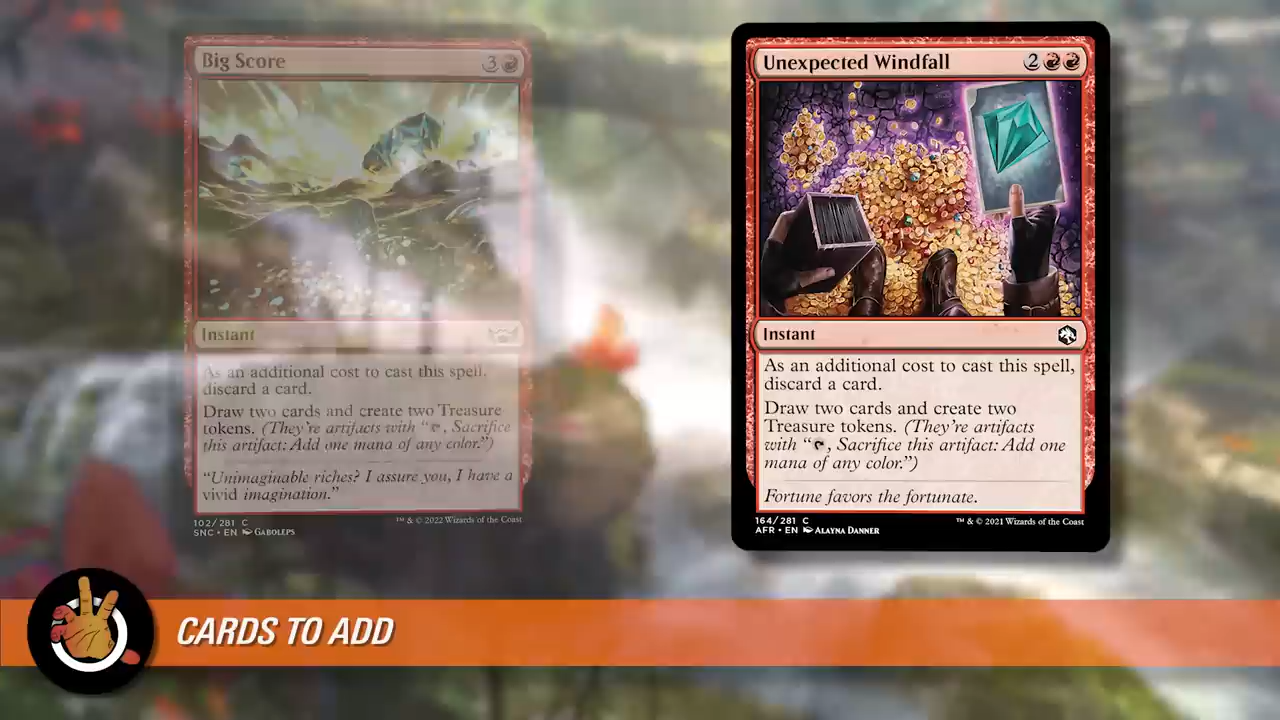 Big Score
3
Instant
As an additional cost to cast this spell,
discard a card.
Draw two cards and create two Treasure
tokens. (They're artifacts with “, Sacrifice
this artifact: Add one mana of any color.”)
“Unimaginable riches? I assure you, I have a
vivid imagination.”
102/281 C
SNC • EN GABOLEPS
™ & © 2022 Wizards of the Coast
Unexpected Windfall
2
Instant
As an additional cost to cast this spell,
discard a card.
Draw two cards and create two
Treasure tokens. (They're artifacts
with “, Sacrifice this artifact: Add one
mana of any color.”)
Fortune favors the fortunate.
164/281 C
AFR • EN ALAYNA DANNER
™ & © 2021 Wizards of the Coast
CARDS TO ADD